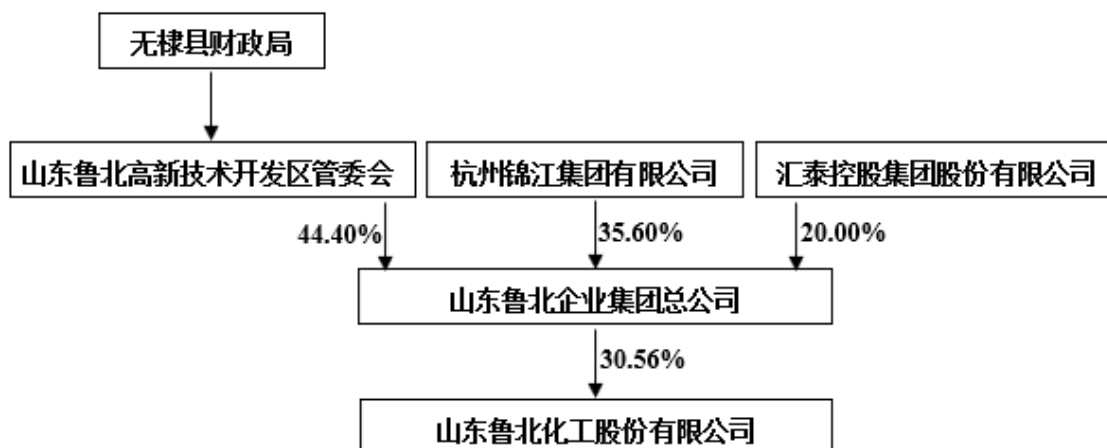 无棣县财政局
山东鲁北高新技术开发区管委会
杭州锦江集团有限公司
汇泰控股集团股份有限公司
44.40%
35.60%
20.00%
山东鲁北企业集团总公司
30.56%
山东鲁北化工股份有限公司